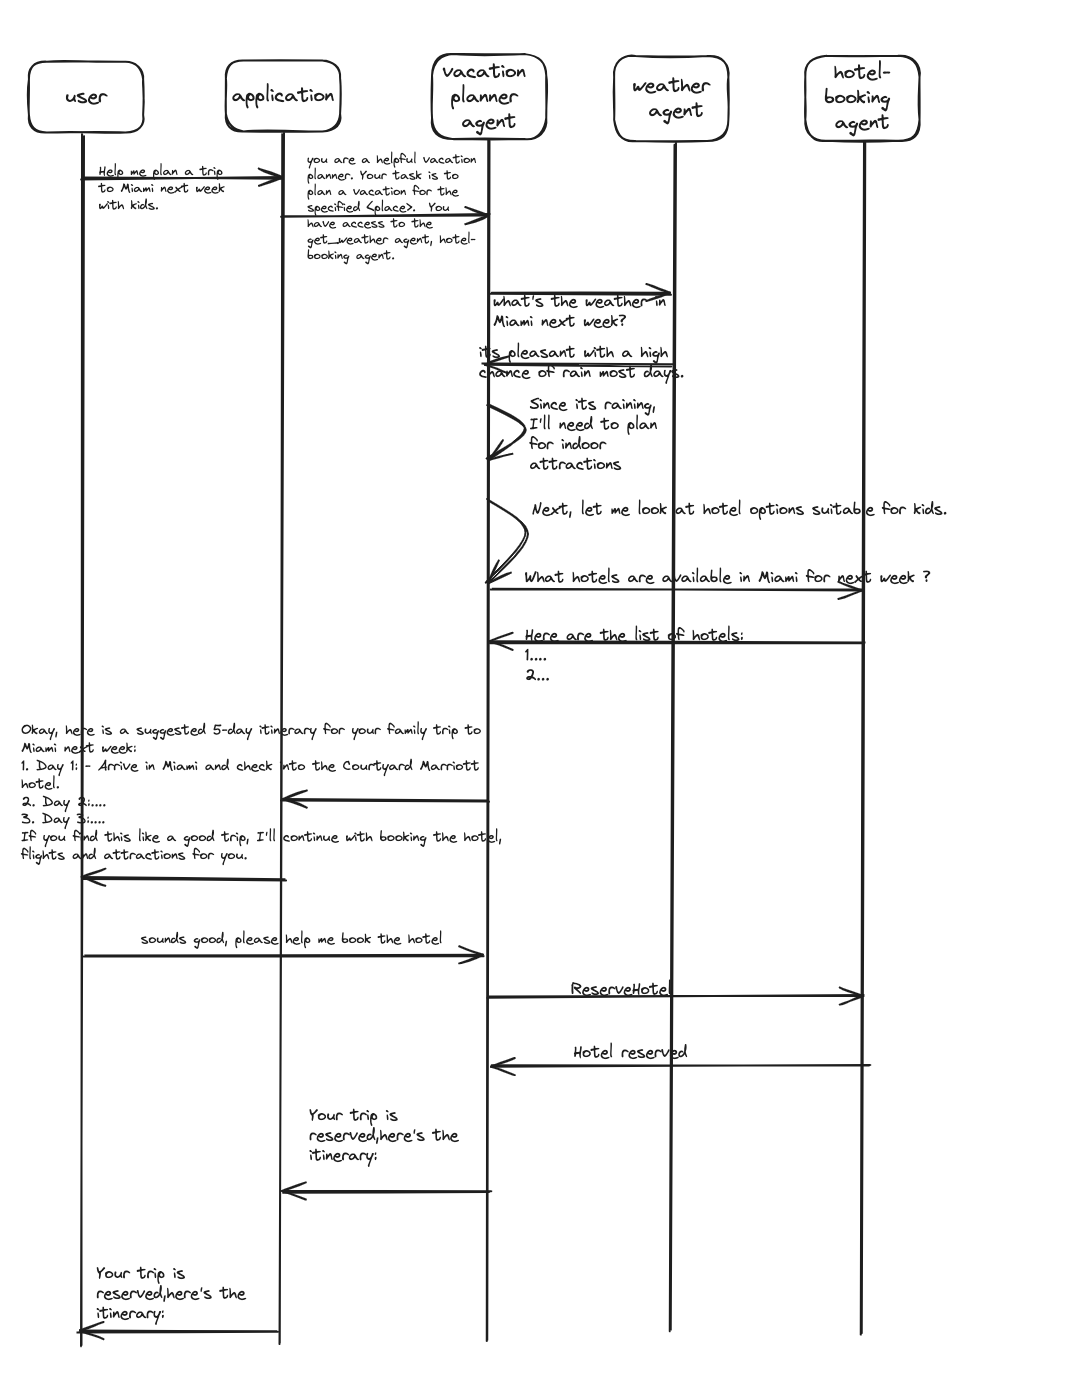 user
application
vacation
planner
agent
weather
agent
hotel-
booking
agent
Help me plan a trip
to Miami next week
with kids.
you are a helpful vacation
planner. Your task is to
plan a vacation for the
specified <place>. You
have access to the
get_weather agent, hotel-
booking agent.
what's the weather in
Miami next week?
its pleasant with a high
chance of rain most days.
Since its raining,
I'll need to plan
for indoor
attractions
Next, let me look at hotel options suitable for kids.
What hotels are available in Miami for next week ?
Here are the list of hotels:
1....
2...
Okay, here is a suggested 5-day itinerary for your family trip to
Miami next week:
1. Day 1: - Arrive in Miami and check into the Courtyard Marriott
hotel.
2. Day 2:....
3. Day 3:....
If you find this like a good trip, I'll continue with booking the hotel,
flights and attractions for you.
sounds good, please help me book the hotel
ReserveHotel
Hotel reserved
Your trip is
reserved,here's the
itinerary:
Your trip is
reserved,here's the
itinerary: